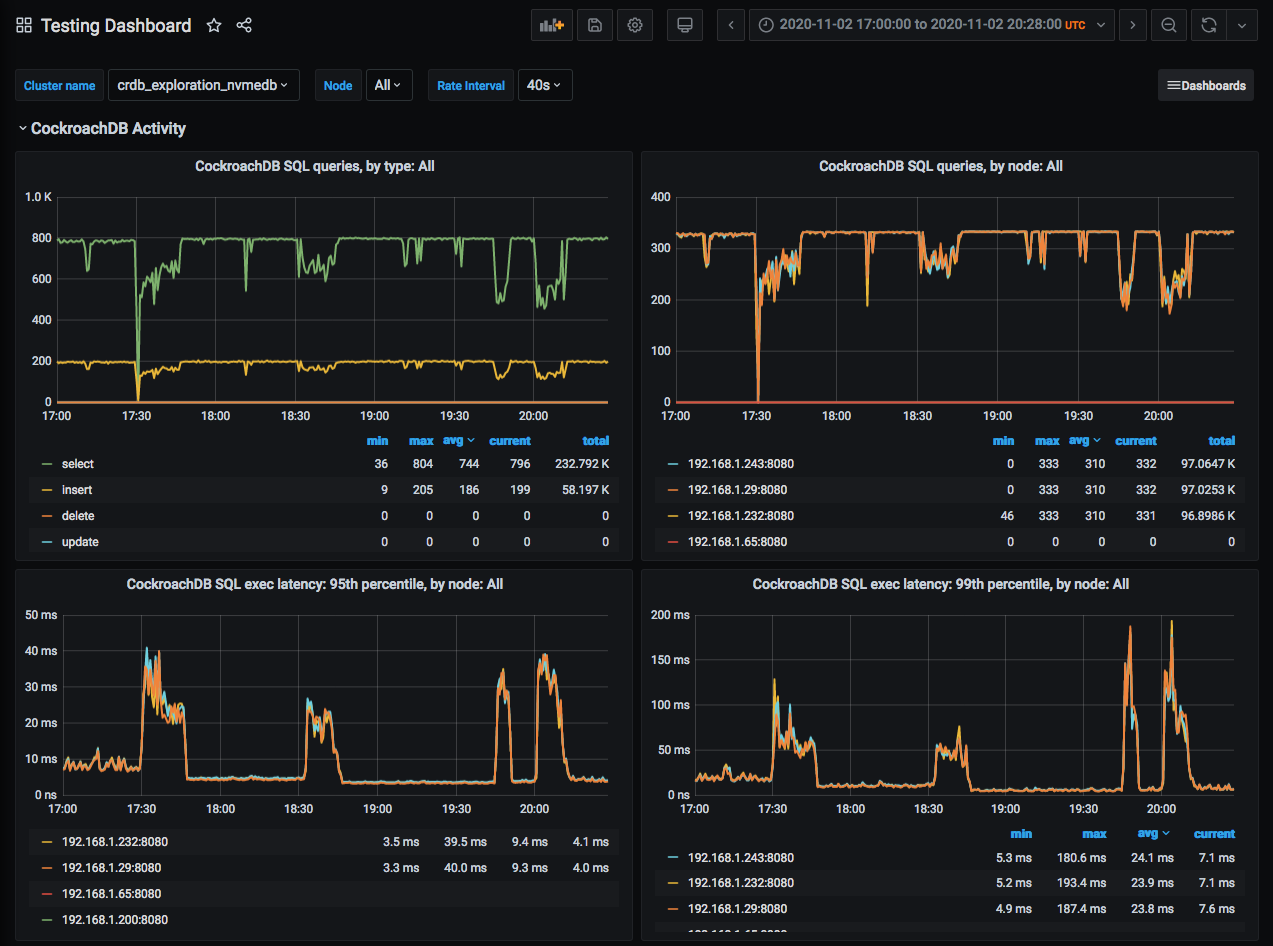 Testing Dashboard
2020-11-02 17:00:00 to 2020-11-02 20:28:00 UTC
Cluster name crdb_exploration_nvmedb Node All Rate Interval 40s Dashboards
CockroachDB Activity
CockroachDB SQL queries, by type: All
1.0 K
800
600
400
200
0
17:00 17:30 18:00 18:30 19:00 19:30 20:00
min max avg current total
select 36 804 744 796 232.792 K
insert 9 205 186 199 58.197 K
delete 0 0 0 0 0
update 0 0 0 0 0
CockroachDB SQL queries, by node: All
400
300
200
100
0
17:00 17:30 18:00 18:30 19:00 19:30 20:00
min max avg current total
192.168.1.243:8080 0 333 310 332 97.0647 K
192.168.1.29:8080 0 333 310 332 97.0253 K
192.168.1.232:8080 46 333 310 331 96.8986 K
192.168.1.65:8080 0 0 0 0 0
CockroachDB SQL exec latency: 95th percentile, by node: All
50 ms
40 ms
30 ms
20 ms
10 ms
0 ns
17:00 17:30 18:00 18:30 19:00 19:30 20:00
192.168.1.232:8080 3.5 ms 39.5 ms 9.4 ms 4.1 ms
192.168.1.29:8080 3.3 ms 40.0 ms 9.3 ms 4.0 ms
192.168.1.65:8080
192.168.1.200:8080
CockroachDB SQL exec latency: 99th percentile, by node: All
200 ms
150 ms
100 ms
50 ms
0 ns
17:00 17:30 18:00 18:30 19:00 19:30 20:00
min max avg current
192.168.1.243:8080 5.3 ms 180.6 ms 24.1 ms 7.1 ms
192.168.1.232:8080 5.2 ms 193.4 ms 23.9 ms 7.1 ms
192.168.1.29:8080 4.9 ms 187.4 ms 23.8 ms 7.6 ms